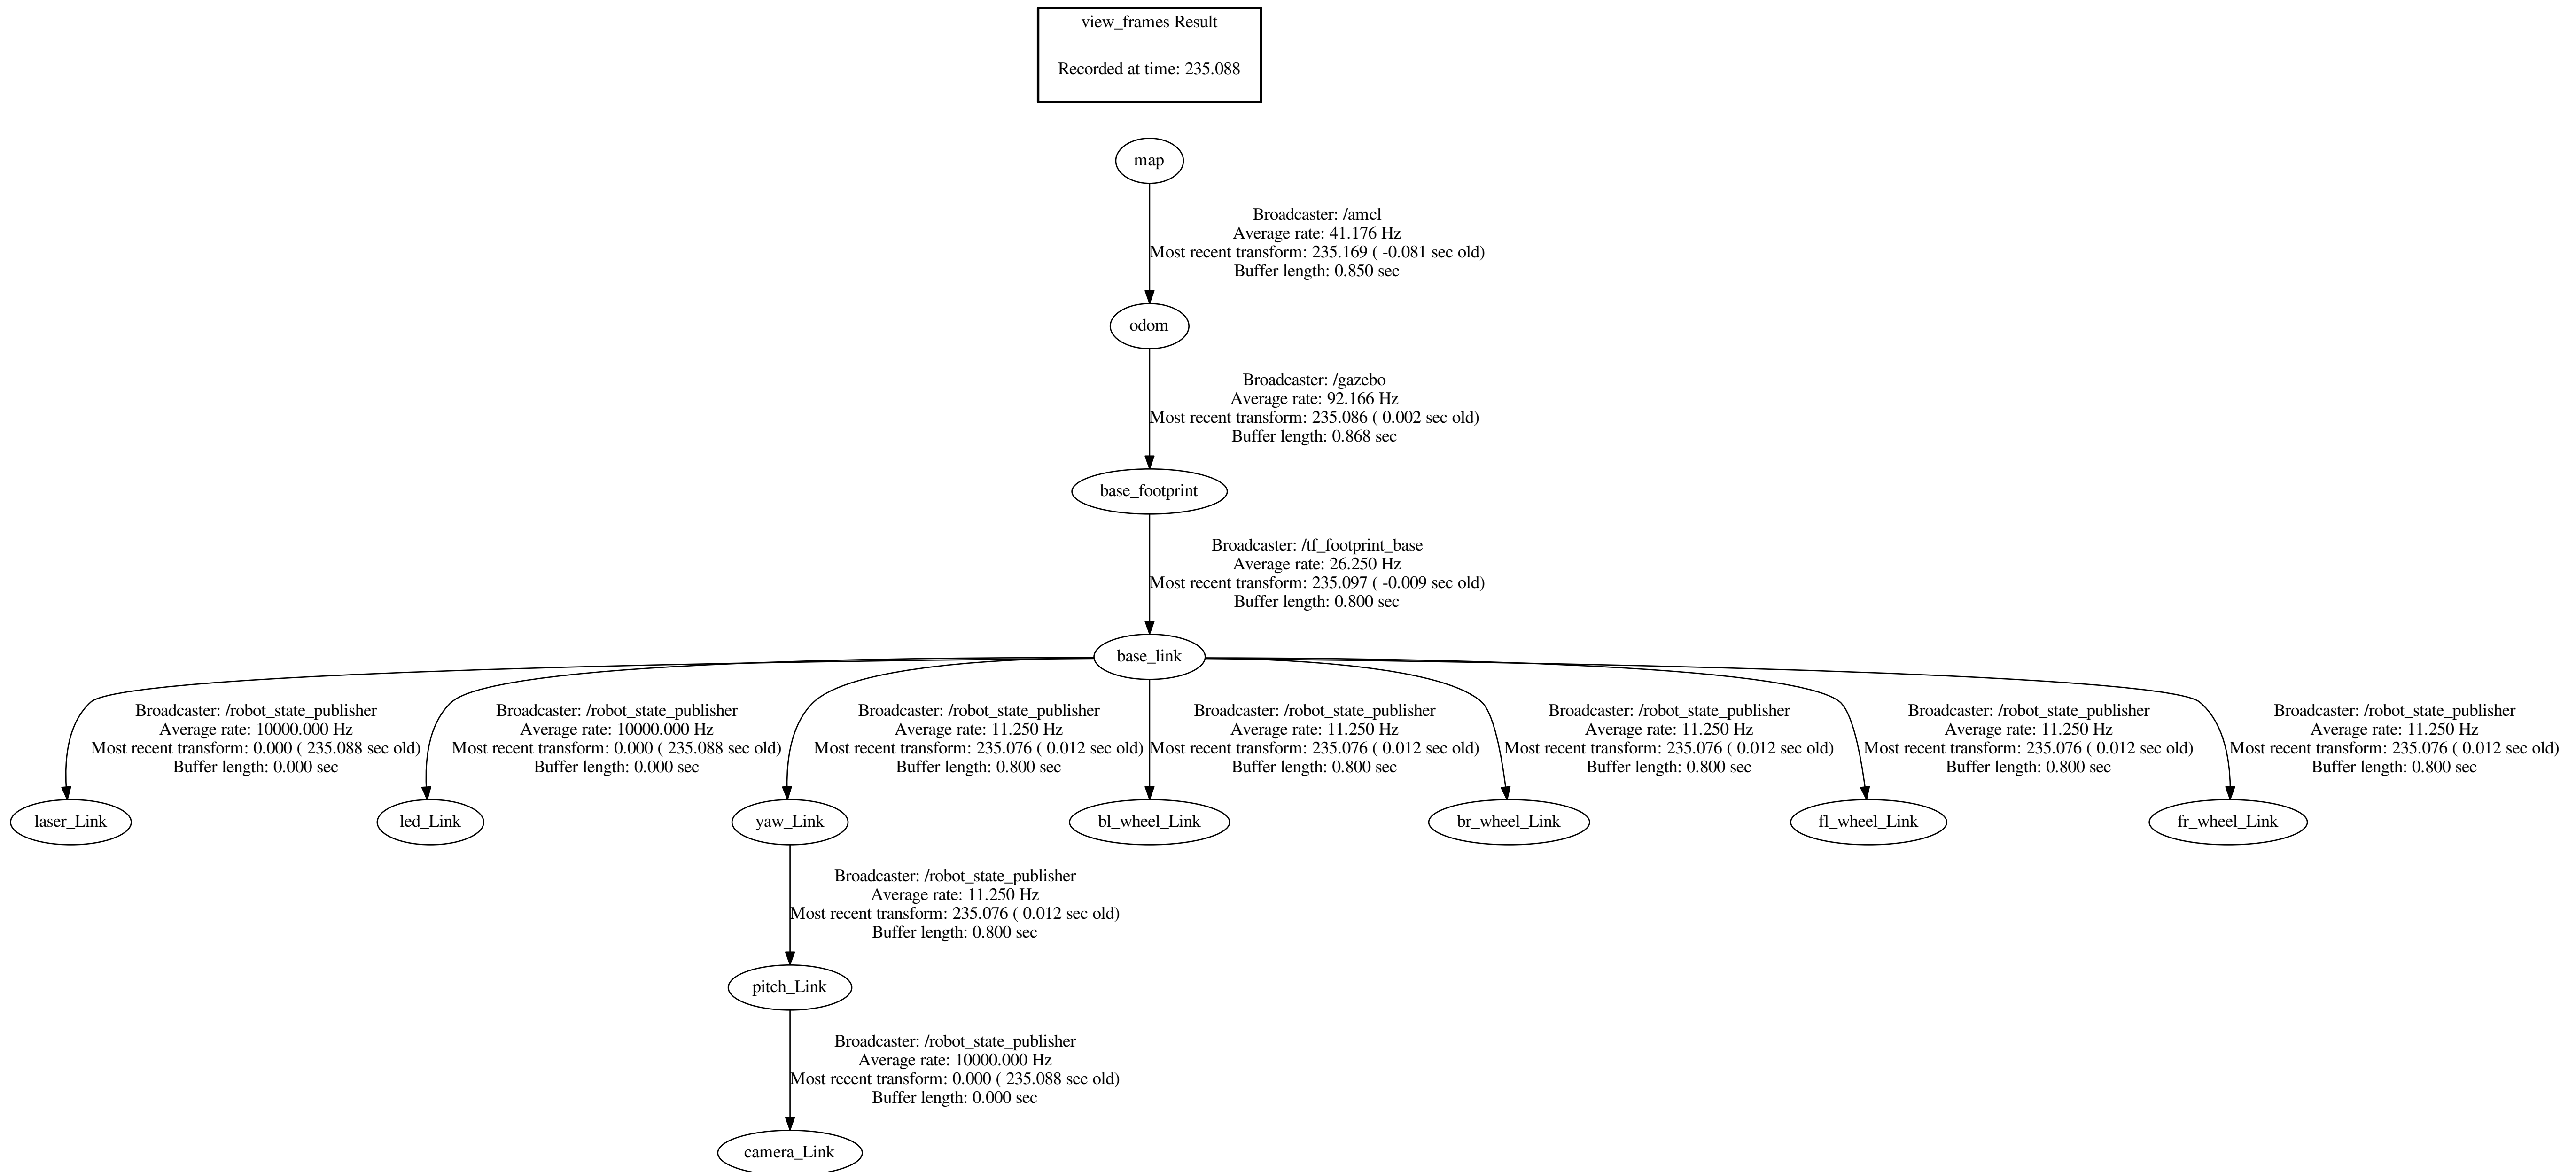 view_frames Result
Recorded at time: 235.088
map
Broadcaster: /amcl
Average rate: 41.176 Hz
Most recent transform: 235.169 ( -0.081 sec old)
Buffer length: 0.850 sec
odom
Broadcaster: /gazebo
Average rate: 92.166 Hz
Most recent transform: 235.086 ( 0.002 sec old)
Buffer length: 0.868 sec
base_footprint
Broadcaster: /tf_footprint_base
Average rate: 26.250 Hz
Most recent transform: 235.097 ( -0.009 sec old)
Buffer length: 0.800 sec
base_link
Broadcaster: /robot_state_publisher
Average rate: 10000.000 Hz
Most recent transform: 0.000 ( 235.088 sec old)
Buffer length: 0.000 sec
Broadcaster: /robot_state_publisher
Average rate: 10000.000 Hz
Most recent transform: 0.000 ( 235.088 sec old)
Buffer length: 0.000 sec
Broadcaster: /robot_state_publisher
Average rate: 11.250 Hz
Most recent transform: 235.076 ( 0.012 sec old)
Buffer length: 0.800 sec
Broadcaster: /robot_state_publisher
Average rate: 11.250 Hz
Most recent transform: 235.076 ( 0.012 sec old)
Buffer length: 0.800 sec
Broadcaster: /robot_state_publisher
Average rate: 11.250 Hz
Most recent transform: 235.076 ( 0.012 sec old)
Buffer length: 0.800 sec
Broadcaster: /robot_state_publisher
Average rate: 11.250 Hz
Most recent transform: 235.076 ( 0.012 sec old)
Buffer length: 0.800 sec
Broadcaster: /robot_state_publisher
Average rate: 11.250 Hz
Most recent transform: 235.076 ( 0.012 sec old)
Buffer length: 0.800 sec
laser_Link
led_Link
yaw_Link
bl_wheel_Link
br_wheel_Link
fl_wheel_Link
fr_wheel_Link
Broadcaster: /robot_state_publisher
Average rate: 11.250 Hz
Most recent transform: 235.076 ( 0.012 sec old)
Buffer length: 0.800 sec
pitch_Link
Broadcaster: /robot_state_publisher
Average rate: 10000.000 Hz
Most recent transform: 0.000 ( 235.088 sec old)
Buffer length: 0.000 sec
camera_Link